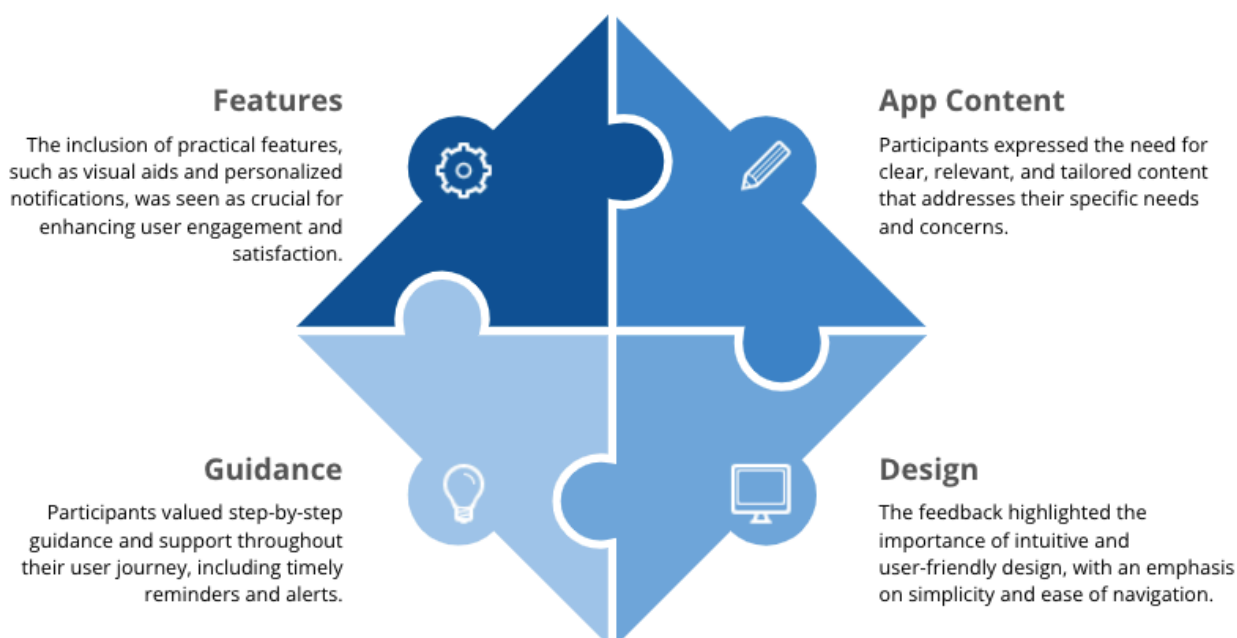 Features
The inclusion of practical features,
such as visual aids and personalized
notifications, was seen as crucial for
enhancing user engagement and
satisfaction.
App Content
Participants expressed the need for
clear, relevant, and tailored content
that addresses their specific needs
and concerns.
Guidance
Participants valued step-by-step
guidance and support throughout
their user journey, including timely
reminders and alerts.
Design
The feedback highlighted the
importance of intuitive and
user-friendly design, with an emphasis
on simplicity and ease of navigation.